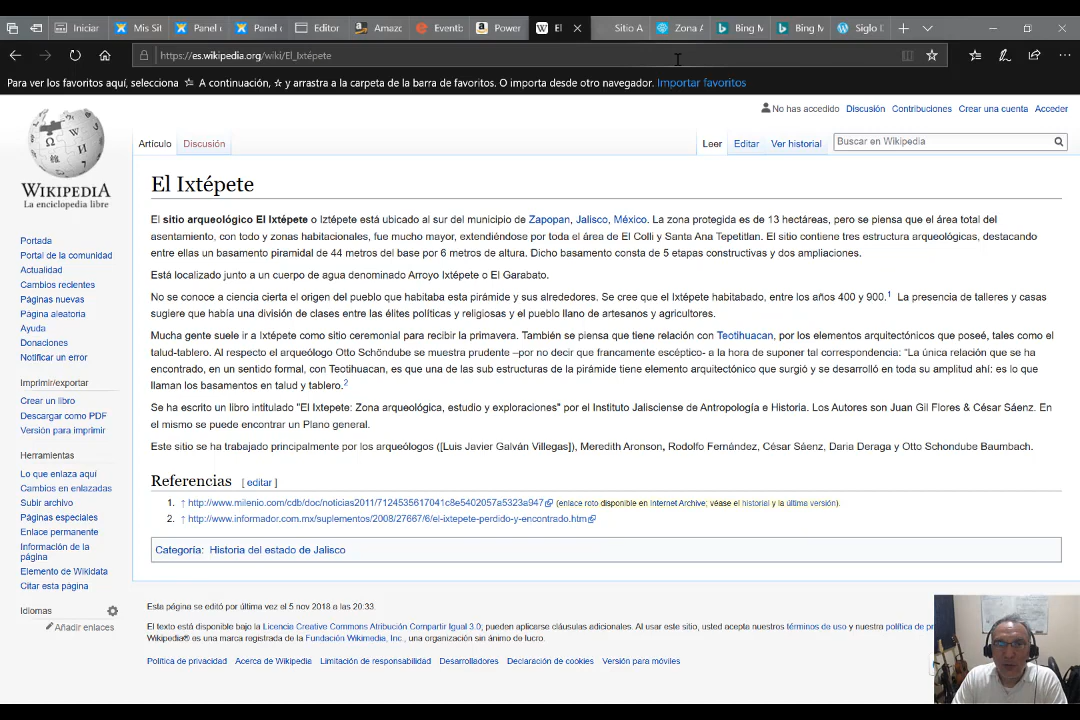 Iniciar
Mis Sit
Panel
Panel
Editor
Amazo
Eventb
Power
El
Sitio A
Zona A
Bing M
Bing M
Siglo
https://es.wikipedia.org/wiki/El_Ixtépete
Para ver los favoritos aquí, selecciona A continuación, y arrastra a la carpeta de la barra de favoritos. O importa desde otro navegador. Importar favoritos
No has accedido Discusión Contribuciones Crear una cuenta Acceder
Artículo Discusión Leer Editar Ver historial Buscar en Wikipedia
WIKIPEDIA
La enciclopedia libre
Portada
Portal de la comunidad
Actualidad
Cambios recientes
Páginas nuevas
Página aleatoria
Ayuda
Donaciones
Notificar un error
Imprimir/exportar
Crear un libro
Descargar como PDF
Versión para imprimir
Herramientas
Lo que enlaza aquí
Cambios en enlazadas
Subir archivo
Páginas especiales
Enlace permanente
Información de la
página
Elemento de Wikidata
Citar esta página
Idiomas
Añadir enlaces
El Ixtépete
El sitio arqueológico El Ixtépete o Iztépete está ubicado al sur del municipio de Zapopan, Jalisco, México. La zona protegida es de 13 hectáreas, pero se piensa que el área total del
asentamiento, con todo y zonas habitacionales, fue mucho mayor, extendiéndose por toda el área de El Colli y Santa Ana Tepetitlan. El sitio contiene tres estructura arqueológicas, destacando
entre ellas un basamento piramidal de 44 metros del base por 6 metros de altura. Dicho basamento consta de 5 etapas constructivas y dos ampliaciones.
Está localizado junto a un cuerpo de agua denominado Arroyo Ixtépete o El Garabato.
No se conoce a ciencia cierta el origen del pueblo que habitaba esta pirámide y sus alrededores. Se cree que el Ixtépete habitabado, entre los años 400 y 900.1 La presencia de talleres y casas
sugiere que había una división de clases entre las élites políticas y religiosas y el pueblo llano de artesanos y agricultores.
Mucha gente suele ir a Ixtépete como sitio ceremonial para recibir la primavera. También se piensa que tiene relación con Teotihuacan, por los elementos arquitectónicos que poseé, tales como el
talud-tablero. Al respecto el arqueólogo Otto Schöndube se muestra prudente –por no decir que francamente escéptico- a la hora de suponer tal correspondencia: “La única relación que se ha
encontrado, en un sentido formal, con Teotihuacan, es que una de las sub estructuras de la pirámide tiene elemento arquitectónico que surgió y se desarrolló en toda su amplitud ahí: es lo que
llaman los basamentos en talud y tablero.2
Se ha escrito un libro intitulado "El Ixtepete: Zona arqueológica, estudio y exploraciones" por el Instituto Jalisciense de Antropología e Historia. Los Autores son Juan Gil Flores & César Sáenz. En
el mismo se puede encontrar un Plano general.
Este sitio se ha trabajado principalmente por los arqueólogos ([Luis Javier Galván Villegas]), Meredith Aronson, Rodolfo Fernández, César Sáenz, Daria Deraga y Otto Schondube Baumbach.
Referencias [ editar ]
1. ↑ http://www.milenio.com/cdb/doc/noticias2011/7124535617041c8e5402057a5323a947 (enlace roto disponible en Internet Archive; véase el historial y la última versión).
2. ↑ http://www.informador.com.mx/suplementos/2008/27667/6/el-ixtepete-perdido-y-encontrado.htm
Categoría: Historia del estado de Jalisco
Esta página se editó por última vez el 5 nov 2018 a las 20:33.
El texto está disponible bajo la Licencia Creative Commons Atribución Compartir Igual 3.0; pueden aplicarse cláusulas adicionales. Al usar este sitio, usted acepta nuestros términos de uso y nuestra política de
Wikipedia® es una marca registrada de la Fundación Wikimedia, Inc., una organización sin ánimo de lucro.
Política de privacidad Acerca de Wikipedia Limitación de responsabilidad Desarrolladores Declaración de cookies Versión para móviles